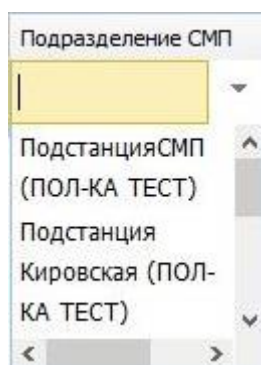 Подразделение СМП
ПодстанцияСМП
(ПОЛ-КА ТЕСТ)
Подстанция
Кировская (ПОЛ-
КА ТЕСТ)